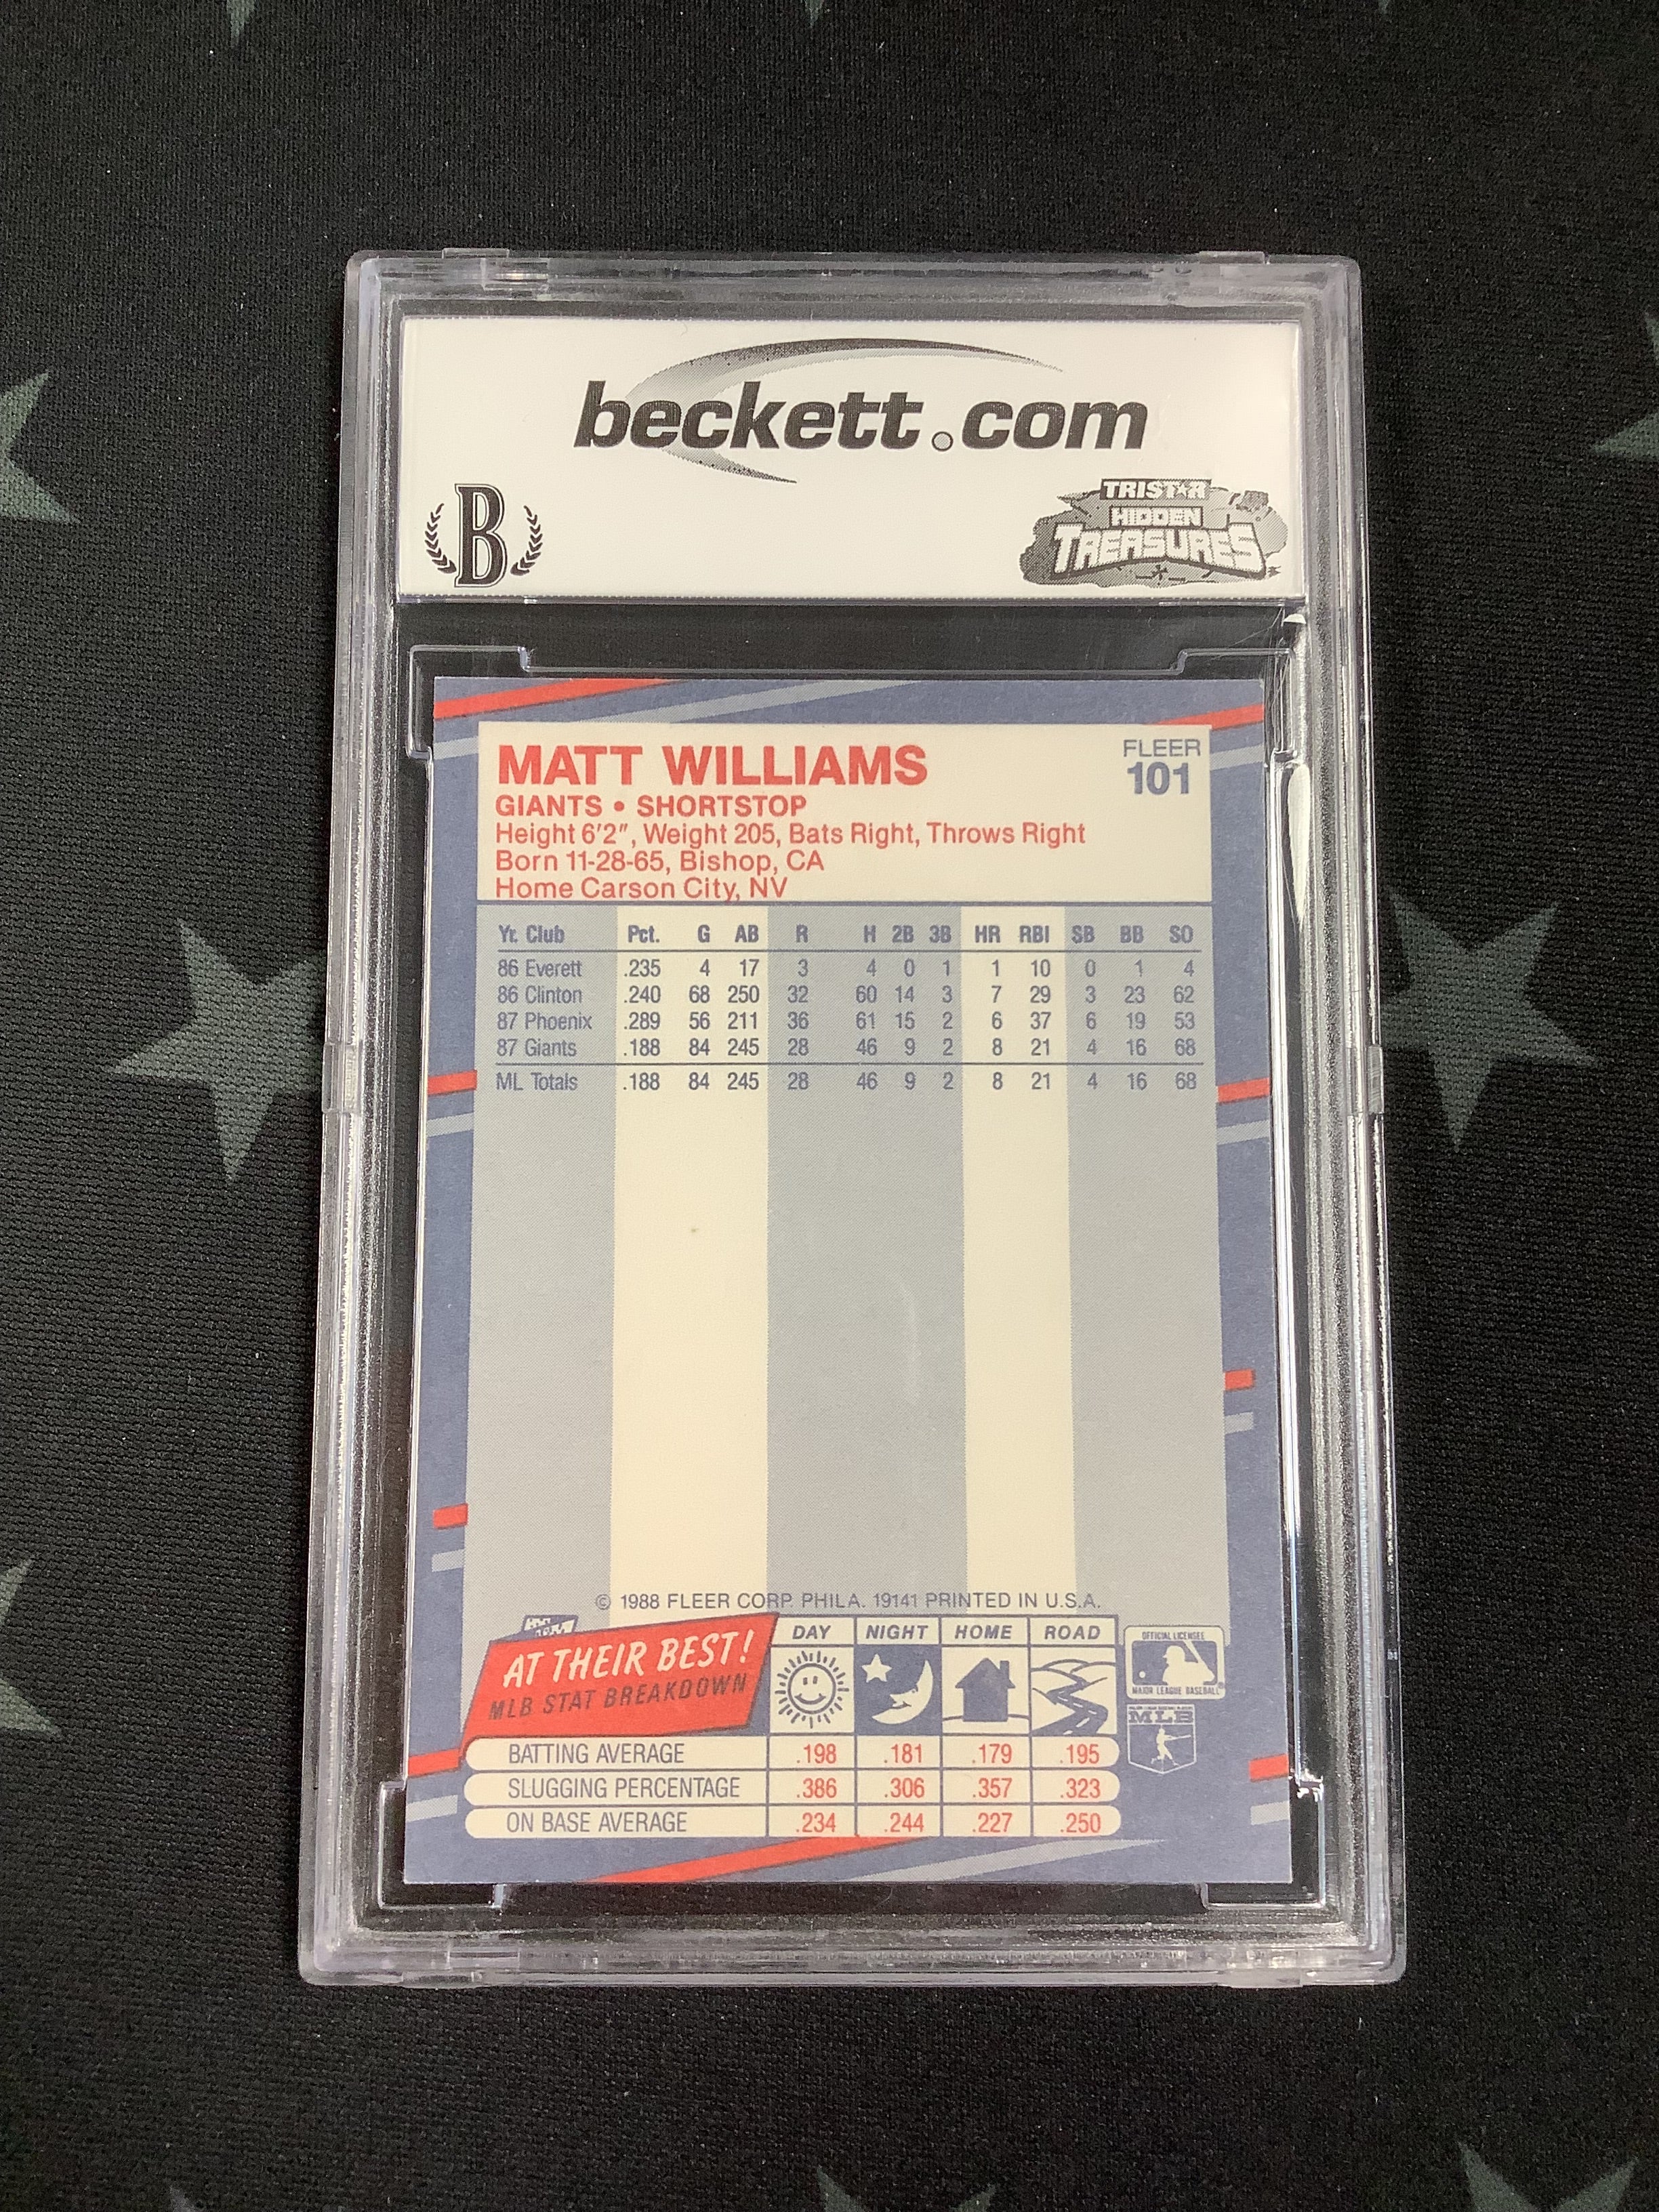 beckett.com
B
TRISTAR
HIDDEN
TREASURES
MATT WILLIAMS
FLEER
101
GIANTS • SHORTSTOP
Height 6'2", Weight 205, Bats Right, Throws Right
Born 11-28-65, Bishop, CA
Home Carson City, NV
Yr. Club Pct. G AB R H 2B 3B HR RBI SB BB SO
86 Everett .235 4 17 3 4 0 1 1 10 0 1 4
86 Clinton .240 68 250 32 60 14 3 7 29 3 23 62
87 Phoenix .289 56 211 36 61 15 2 6 37 6 19 53
87 Giants .188 84 245 28 46 9 2 8 21 4 16 68
ML Totals .188 84 245 28 46 9 2 8 21 4 16 68
© 1988 FLEER CORP. PHILA. 19141 PRINTED IN U.S.A.
AT THEIR BEST!
MLB STAT BREAKDOWN
DAY NIGHT HOME ROAD
OFFICIAL LICENSEE
MAJOR LEAGUE BASEBALL
MLB
BATTING AVERAGE .198 .181 .179 .195
SLUGGING PERCENTAGE .386 .306 .357 .323
ON BASE AVERAGE .234 .244 .227 .250